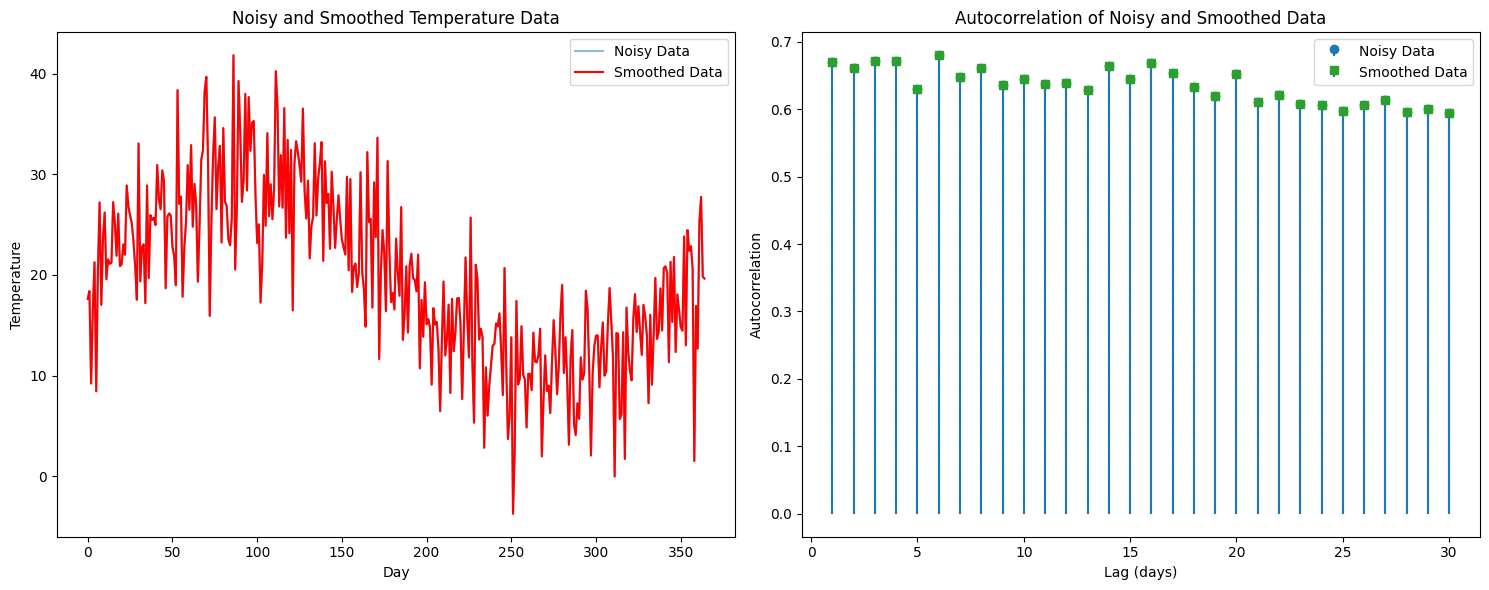 Noisy and Smoothed Temperature Data
Noisy Data
Smoothed Data
Temperature
40
30
20
10
0
0 50 100 150 200 250 300 350
Day
Autocorrelation of Noisy and Smoothed Data
Noisy Data
Smoothed Data
Autocorrelation
0.7
0.6
0.5
0.4
0.3
0.2
0.1
0.0
0 5 10 15 20 25 30
Lag (days)